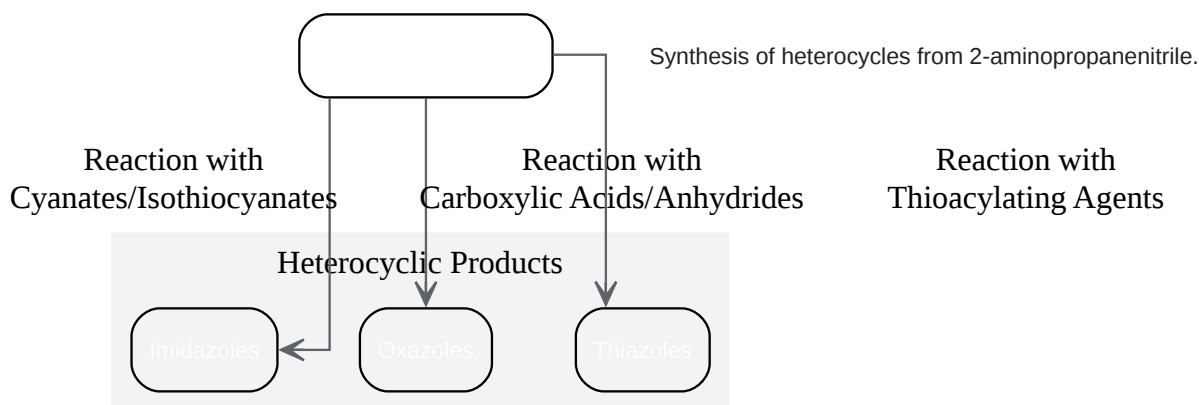 Synthesis of heterocycles from 2-aminopropanenitrile.
Reaction with
Cyanates/Isothiocyanates
Reaction with
Carboxylic Acids/Anhydrides
Reaction with
Thioacylating Agents
Heterocyclic Products
Imidazoles
Oxazoles
Thiazoles